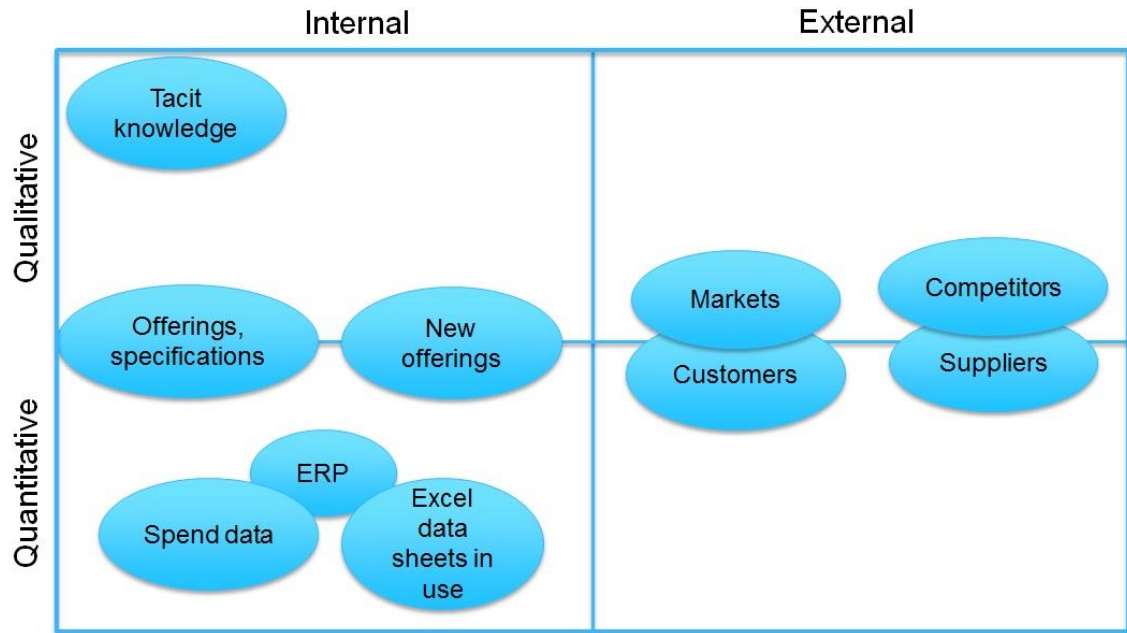 Internal
External
Qualitative
Tacit
knowledge
Markets
Competitors
Offerings,
specifications
New
offerings
Customers
Suppliers
Quantitative
ERP
Spend data
Excel
data
sheets in
use